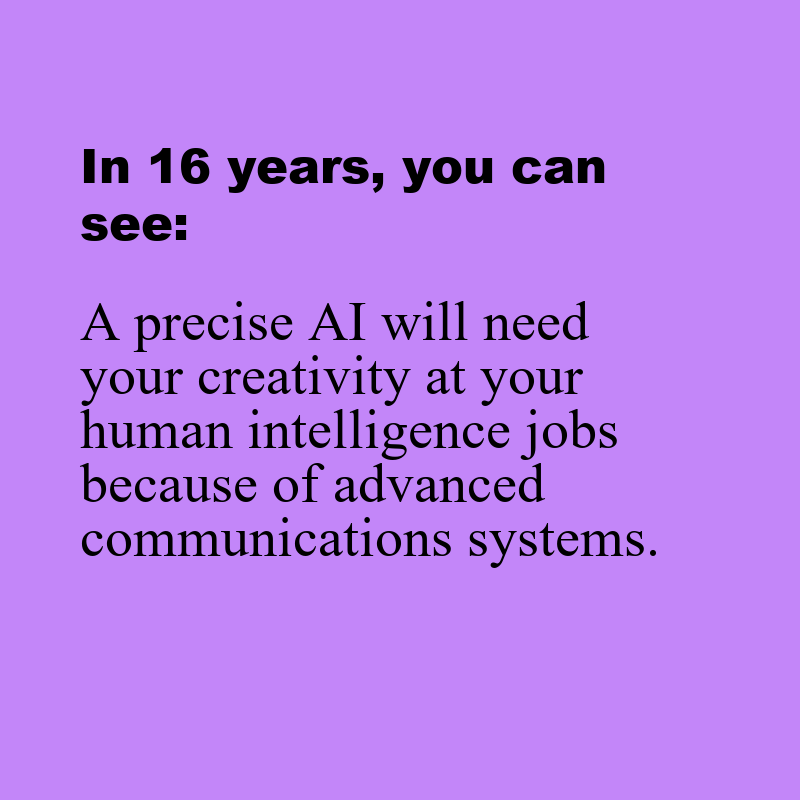 In 16 years, you can
see:
A precise AI will need
your creativity at your
human intelligence jobs
because of advanced
communications systems.